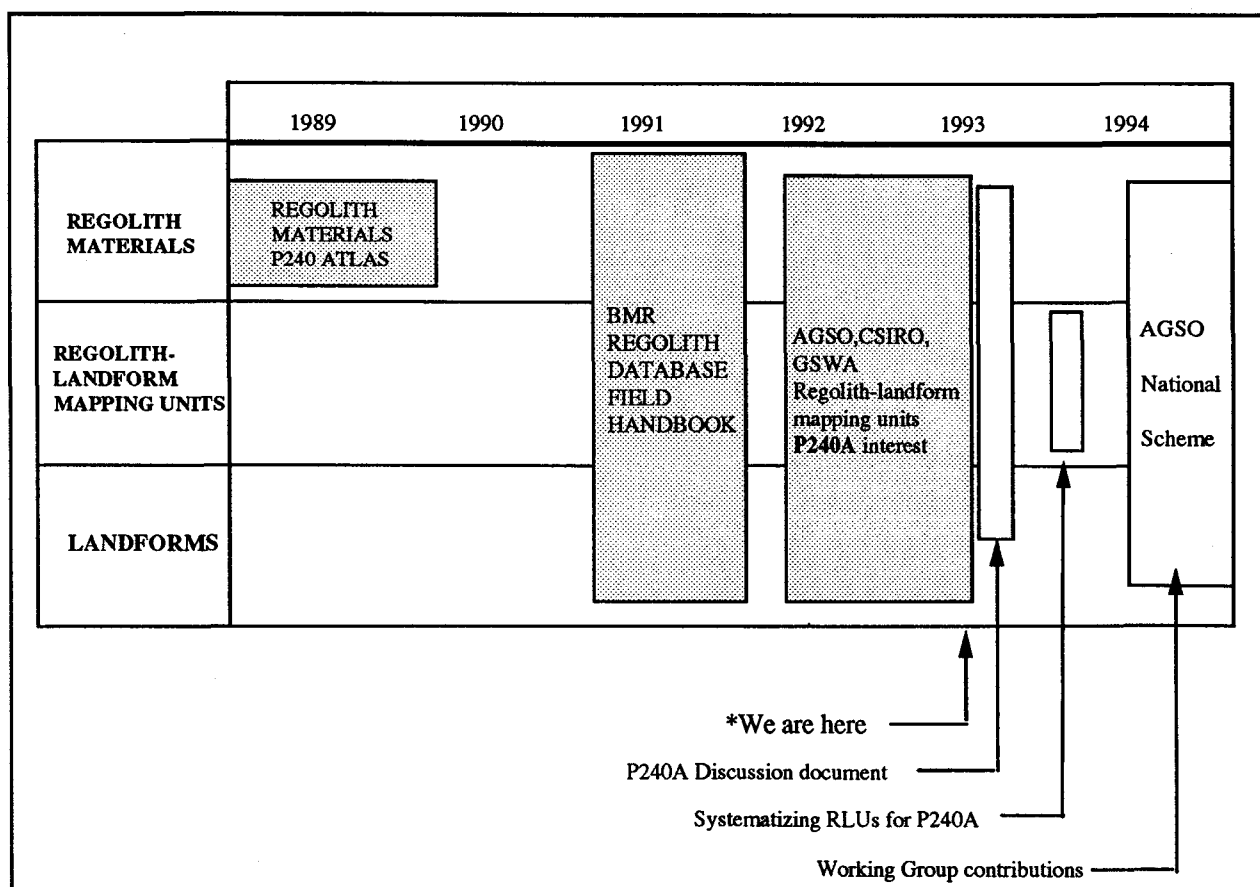 1989 1990 1991 1992 1993 1994
REGOLITH
MATERIALS
REGOLITH
MATERIALS
P240 ATLAS
REGOLITH-
LANDFORM
MAPPING UNITS
BMR
REGOLITH
DATABASE
FIELD
HANDBOOK
AGSO,CSIRO,
GSWA
Regolith-landform
mapping units
P240A interest
AGSO
National
Scheme
LANDFORMS
*We are here
P240A Discussion document
Systematizing RLUs for P240A
Working Group contributions